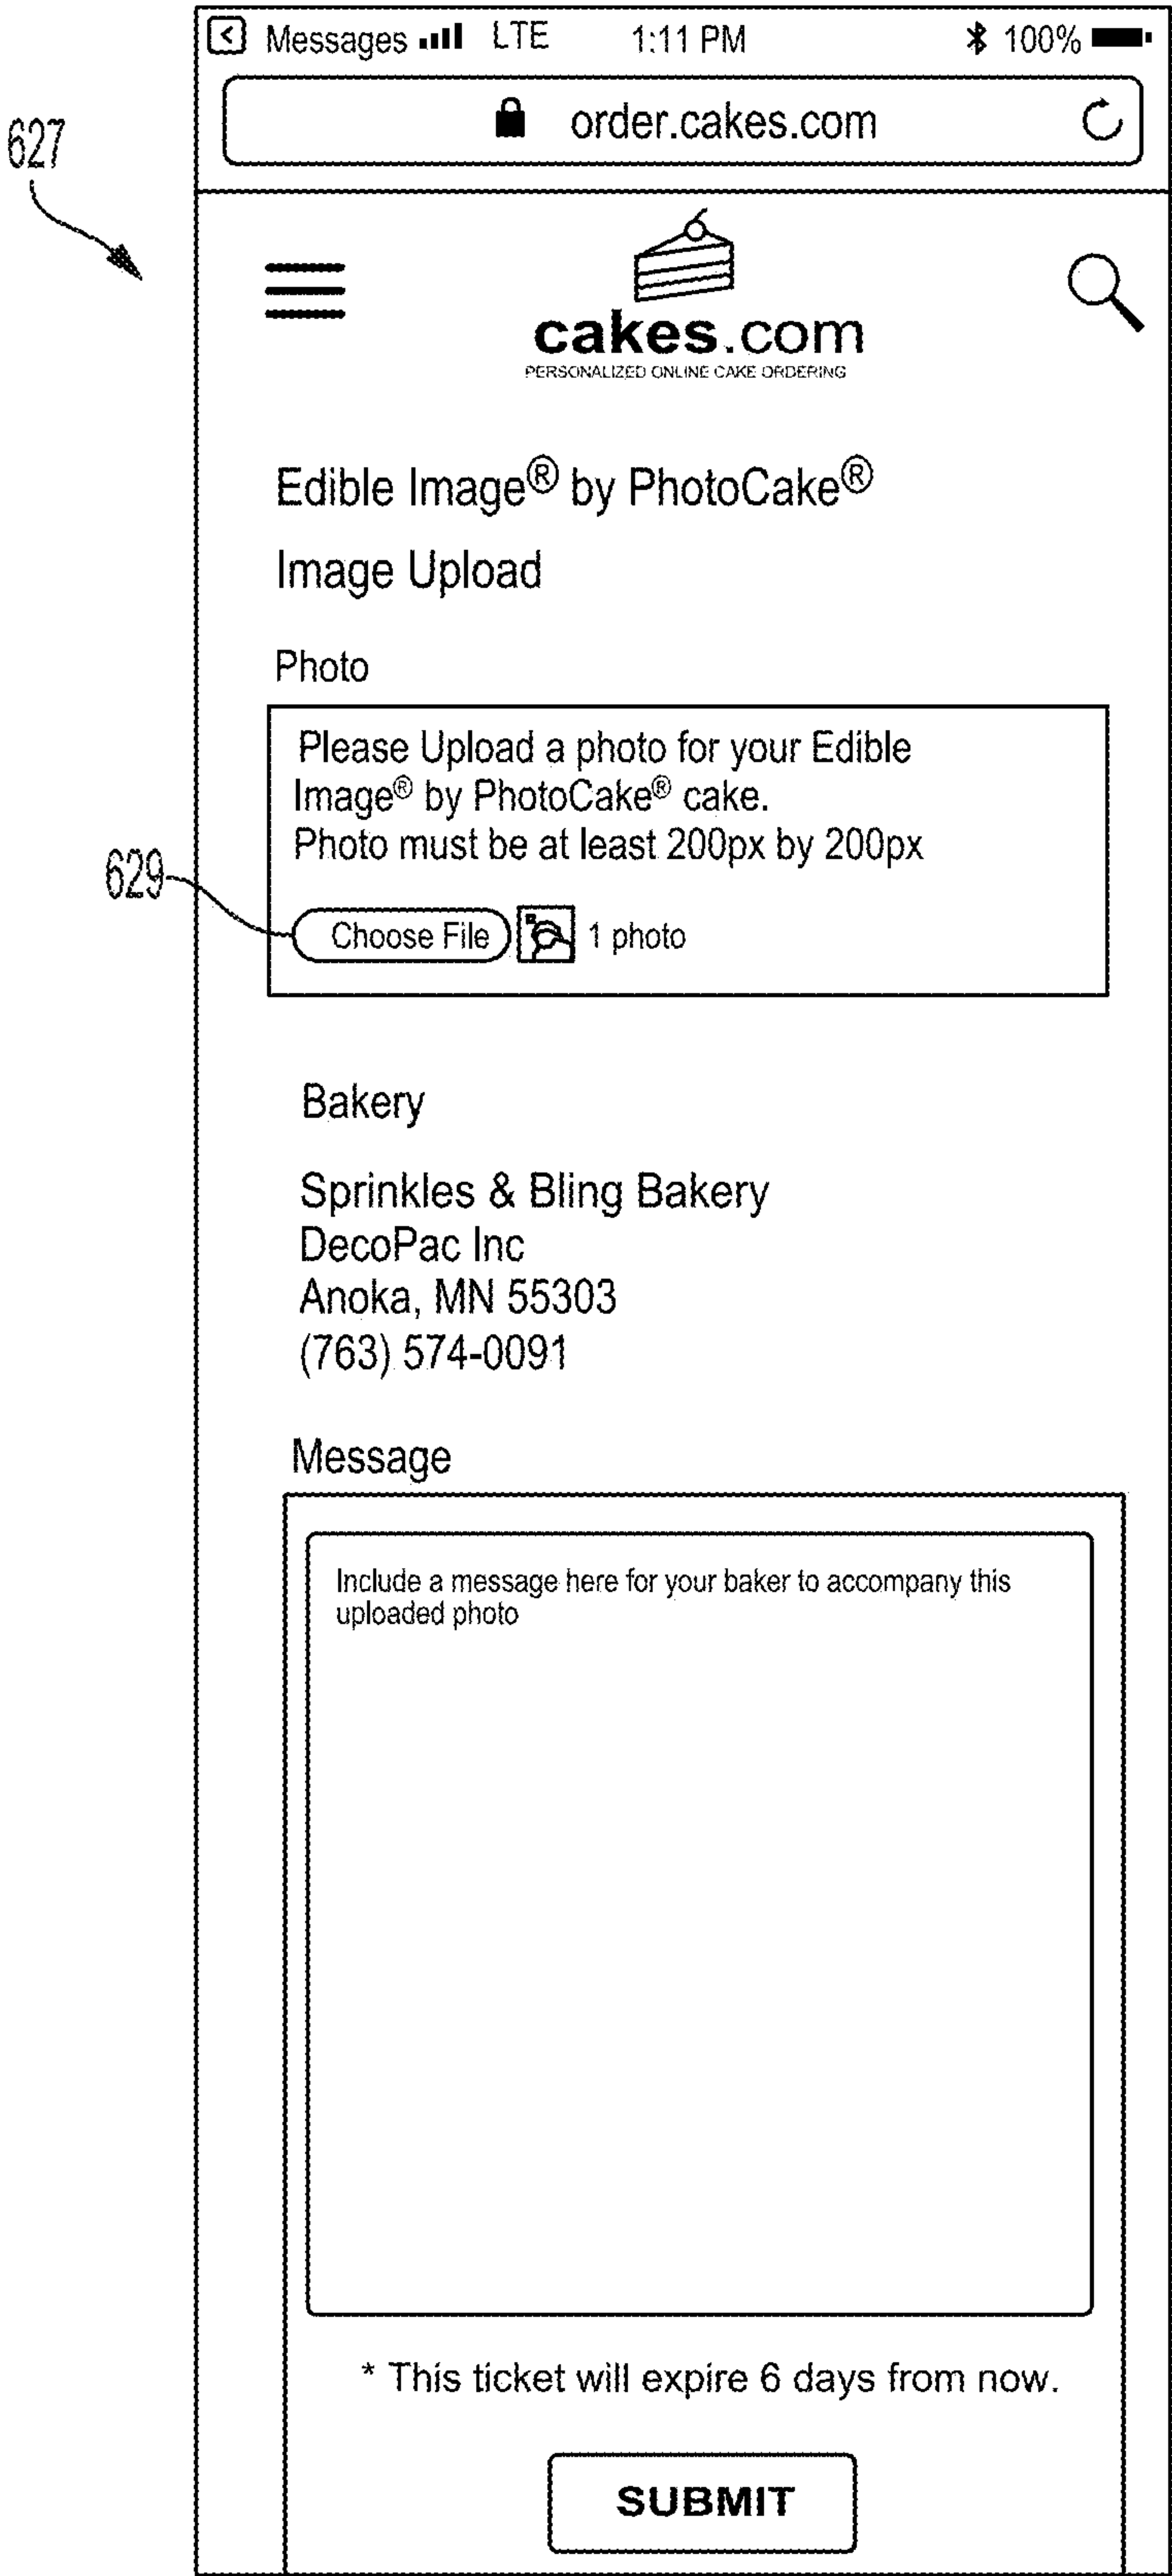 Messages LTE 1:11 PM 100%
order.cakes.com
627
cakes.com
PERSONALIZED ONLINE CAKE ORDERING
Edible Image® by PhotoCake®
Image Upload
Photo
Please Upload a photo for your Edible
Image® by PhotoCake® cake.
Photo must be at least 200px by 200px
629
Choose File 1 photo
Bakery
Sprinkles & Bling Bakery
DecoPac Inc
Anoka, MN 55303
(763) 574-0091
Message
Include a message here for your baker to accompany this
uploaded photo
* This ticket will expire 6 days from now.
SUBMIT